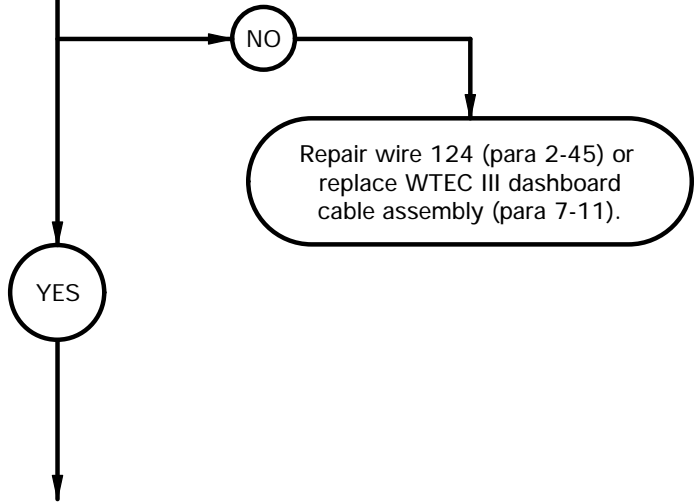 NO
Repair wire 124 (para 2-45) or
replace WTEC III dashboard
cable assembly (para 7-11).
YES